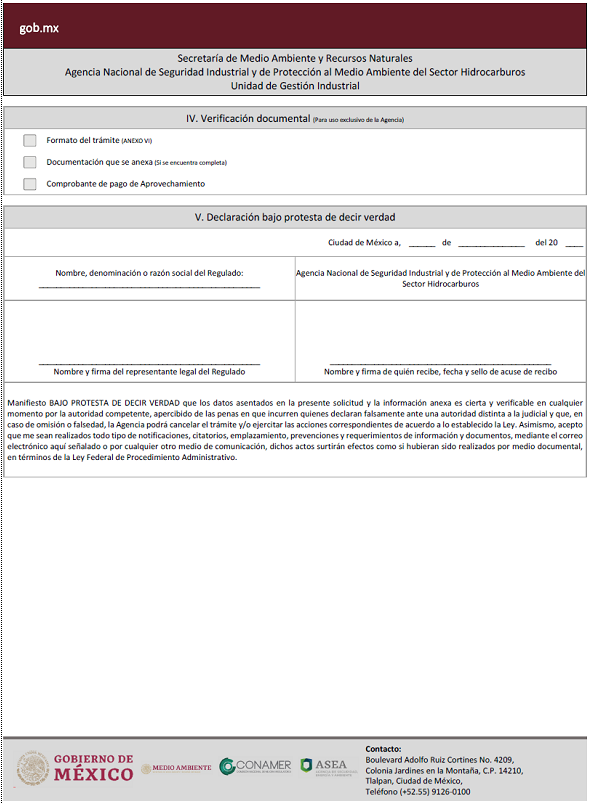 gob.mx
Secretaría de Medio Ambiente y Recursos Naturales
Agencia Nacional de Seguridad Industrial y de Protección al Medio Ambiente del Sector Hidrocarburos
Unidad de Gestión Industrial
IV. Verificación documental (Para uso exclusivo de la Agencia)
Formato del trámite (ANEXO VI)
Documentación que se anexa (Si se encuentra completa)
Comprobante de pago de Aprovechamiento
V. Declaración bajo protesta de decir verdad
Ciudad de México a, ______ de ______________ del 20 ____
Nombre, denominación o razón social del Regulado:
Agencia Nacional de Seguridad Industrial y de Protección al Medio Ambiente del
Sector Hidrocarburos
Nombre y firma del representante legal del Regulado
Nombre y firma de quién recibe, fecha y sello de acuse de recibo
Manifiesto BAJO PROTESTA DE DECIR VERDAD que los datos asentados en la presente solicitud y la información anexa es cierta y verificable en cualquier
momento por la autoridad competente, apercibido de las penas en que incurren quienes declaran falsamente ante una autoridad distinta a la judicial y que, en
caso de omisión o falsedad, la Agencia podrá cancelar el trámite y/o ejercitar las acciones correspondientes de acuerdo a lo establecido la Ley. Asimismo, acepto
que me sean realizados todo tipo de notificaciones, citatorios, emplazamiento, prevenciones y requerimientos de información y documentos, mediante el correo
electrónico aquí señalado o por cualquier otro medio de comunicación, dichos actos surtirán efectos como si hubieran sido realizados por medio documental,
en términos de la Ley Federal de Procedimiento Administrativo.
GOBIERNO DE
MÉXICO
MEDIO AMBIENTE
CONAMER
ASEA
Contacto:
Boulevard Adolfo Ruiz Cortines No. 4209,
Colonia Jardines en la Montaña, C.P. 14210,
Tlalpan, Ciudad de México,
Teléfono (+52.55) 9126-0100